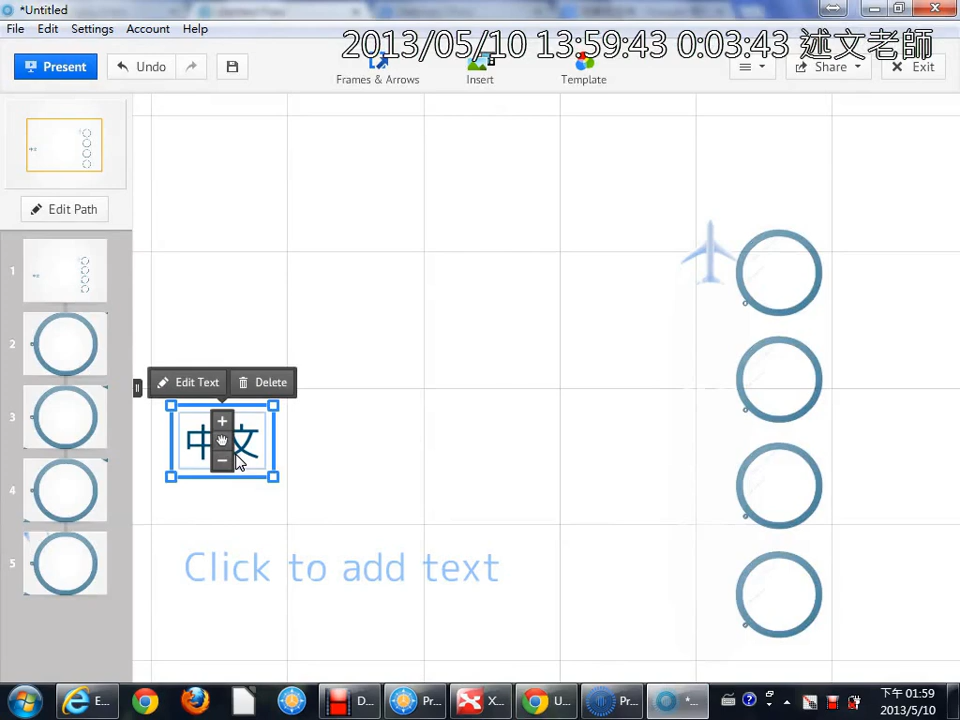 *Untitled
File Edit Settings Account Help
2013/05/10 13:59:43 0:03:43 述文老師
Present Undo Frames & Arrows Insert Template Share Exit
Edit Path
1
2
3
4
5
Edit Text Delete
中文
Click to add text
E... D... Pr... X... U... Pr... *...
下午 01:59
2013/5/10